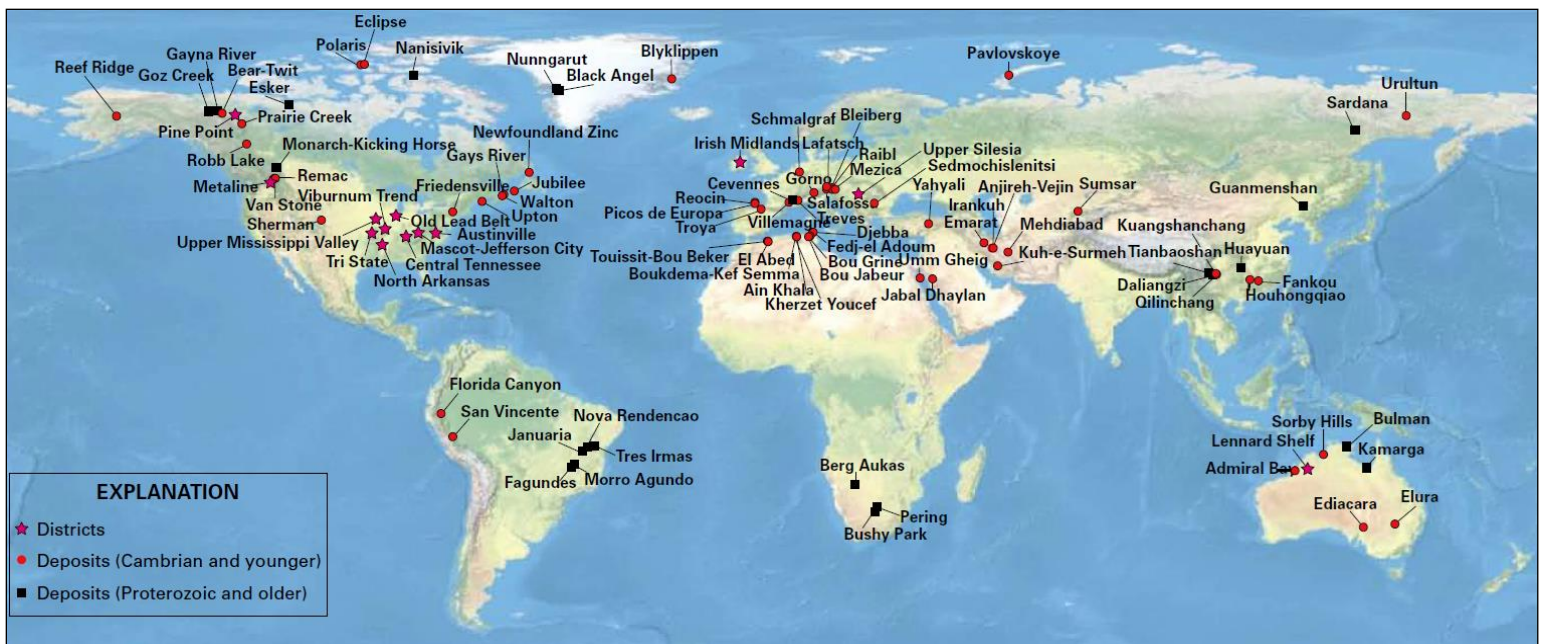 Eclipse
Polaris
Gayna River
Nanisivik
Nunngarut
Blyklippen
Pavlovskoye
Reef Ridge
Goz Creek
Bear-Twit
Black Angel
Urultun
Esker
Sardana
Pine Point
Prairie Creek
Schmalgraf
Bleiberg
Newfoundland Zinc
Monarch-Kicking Horse
Irish Midlands
Lafatsch
Upper Silesia
Robb Lake
Gays River
Raibl
Sedmochislenitsi
Remac
Mezica
Metaline
Friedensville
Jubilee
Cevennes
Gorno
Yahyali
Anjireh-Vejin
Sumsar
Guanmenshan
Viburnum Trend
Walton
Reocin
Salafossa
Irankuh
Van Stone
Old Lead Belt
Upton
Picos de Europa
Treves
Emarat
Mehdiabad
Kuangshanchang
Sherman
Austinville
Troya
Villemagne
Djebba
Upper Mississippi Valley
Mascot-Jefferson City
Fedj-el Adoum
Kuh-e-Surmeh
Tianbaoshan
Huayuan
Tri State
Central Tennessee
Touissit-Bou Beker
El Abed
Bou Grine
Umm Gheig
North Arkansas
Boukdema-Kef Semma
Bou Jabeur
Daliangzi
Fankou
Ain Khala
Jabal Dhaylan
Houhongqiao
Kherzet Youcef
Qilinchang
Florida Canyon
San Vincente
Nova Rendencao
Januaria
Tres Irmas
Sorby Hills
Bulman
Lennard Shelf
Kamarga
Fagundes
Morro Agundo
Berg Aukas
Admiral Bay
Pering
Ediacara
Elura
Bushy Park
EXPLANATION
Districts
Deposits (Cambrian and younger)
Deposits (Proterozoic and older)